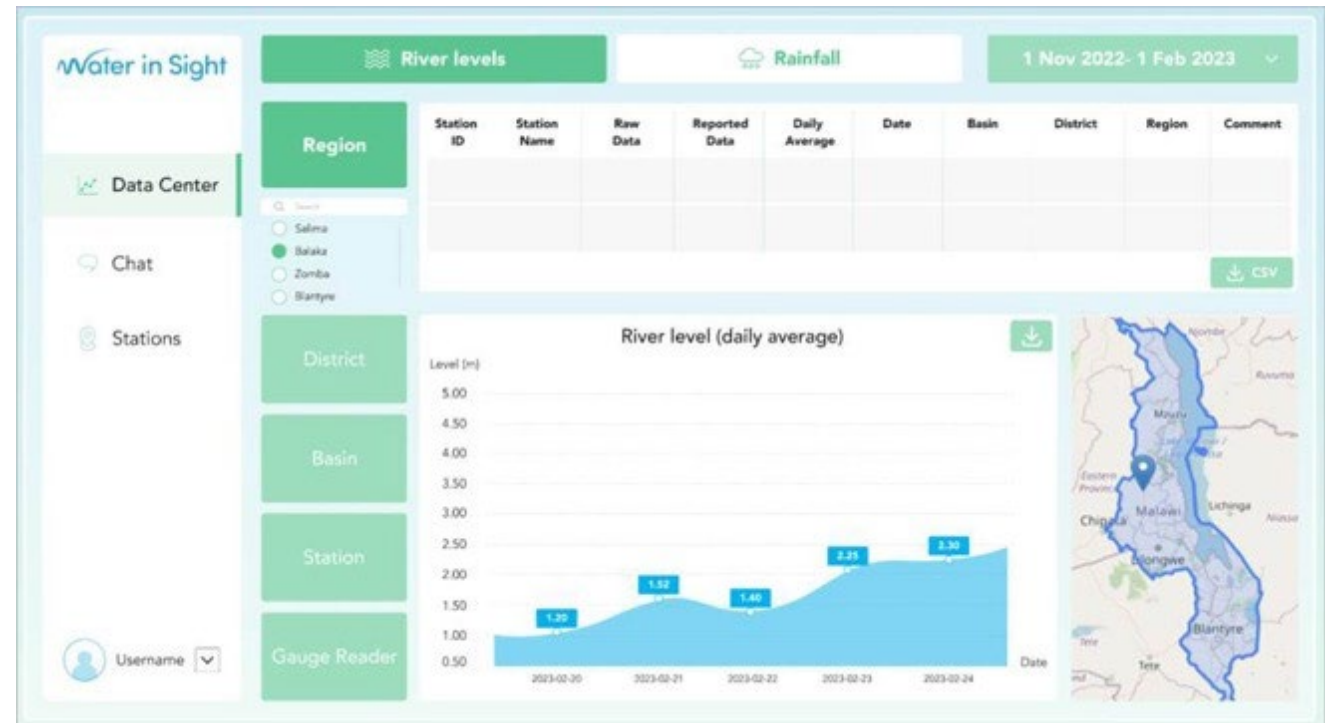 Water in Sight
River levels
Rainfall
1 Nov 2022- 1 Feb 2023
Data Center
Chat
Stations
Username
Region
Search
Salima
Balaka
Zomba
Blantyre
District
Basin
Station
Gauge Reader
Station ID
Station Name
Raw Data
Reported Data
Daily Average
Date
Basin
District
Region
Comment
CSV
River level (daily average)
Level (m)
5.00
4.50
4.00
3.50
3.00
2.50
2.00
1.50
1.00
0.50
1.20
1.52
1.40
2.25
2.30
2023-02-20
2023-02-21
2023-02-22
2023-02-23
2023-02-24
Date
Njombe
Ruvuma
Mzuzu
Eastern
Province
Chipata
Malawi
Lichinga
Lilongwe
Blantyre
Tete
Tete